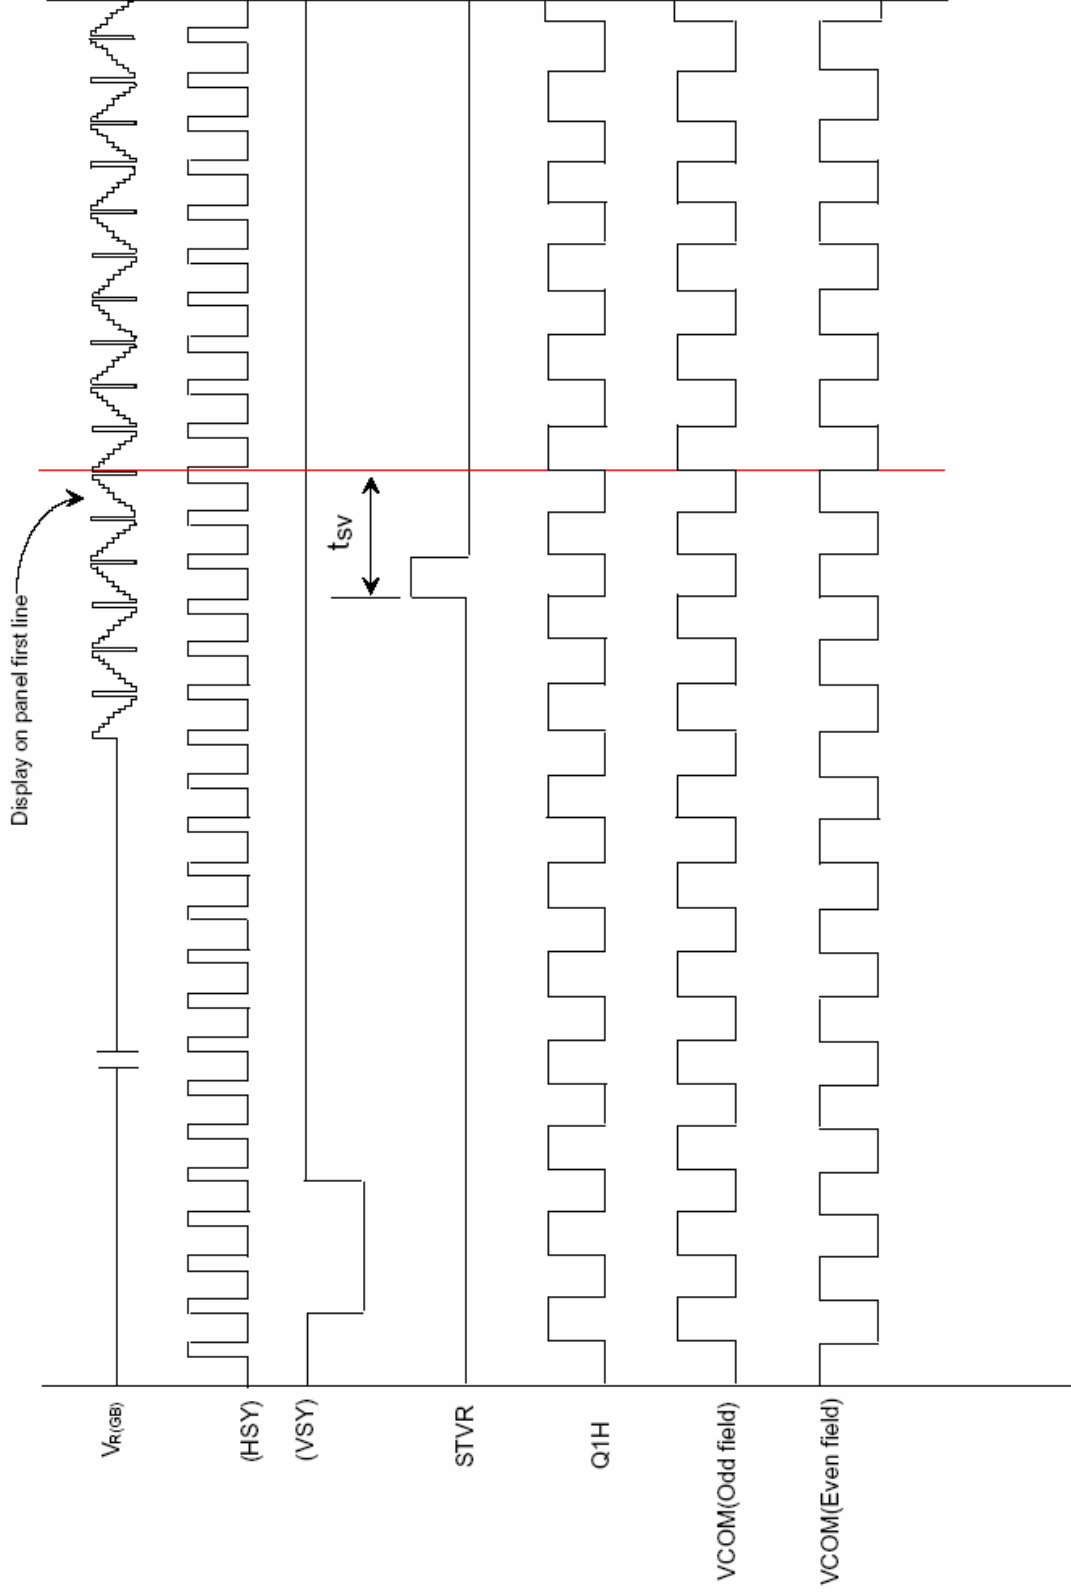 Display on panel first line
VR(GB)
(HSY)
(VSY)
tSV
STVR
Q1H
VCOM(Odd field)
VCOM(Even field)